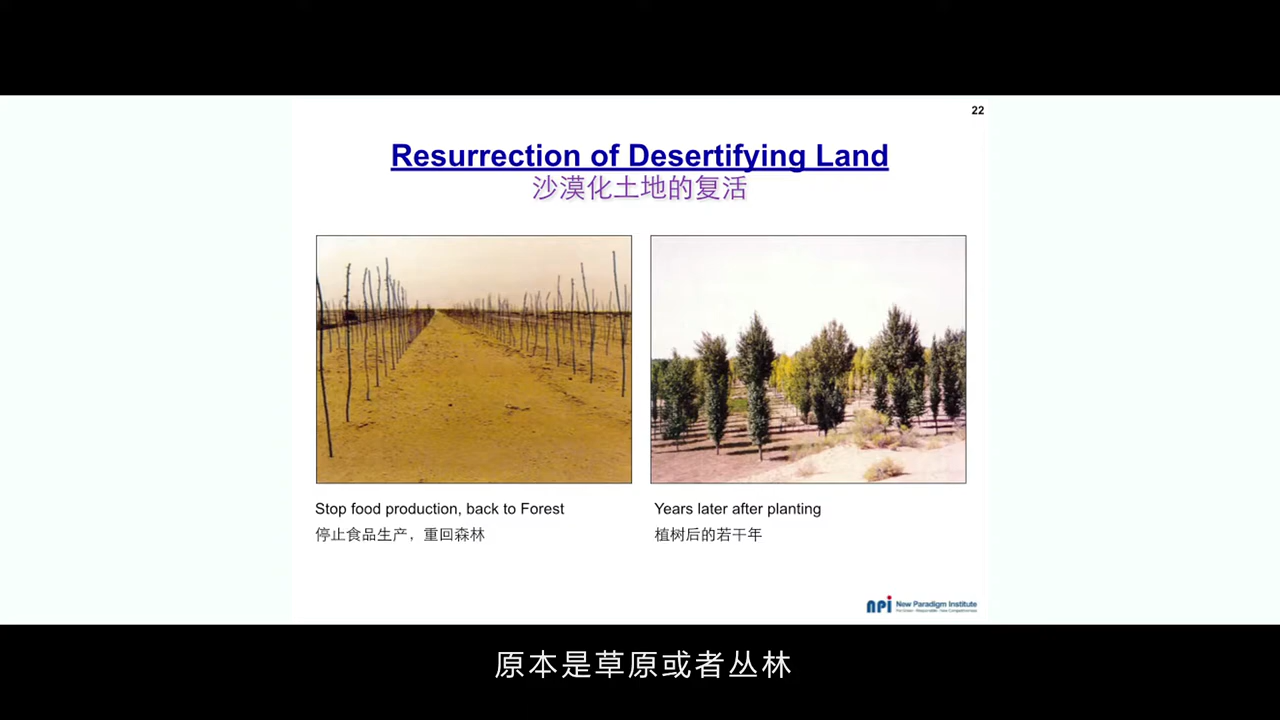 22
Resurrection of Desertifying Land
沙漠化土地的复活
Stop food production, back to Forest
停止食品生产，重回森林
Years later after planting
植树后的若干年
npi New Paradigm Institute
原本是草原或者丛林